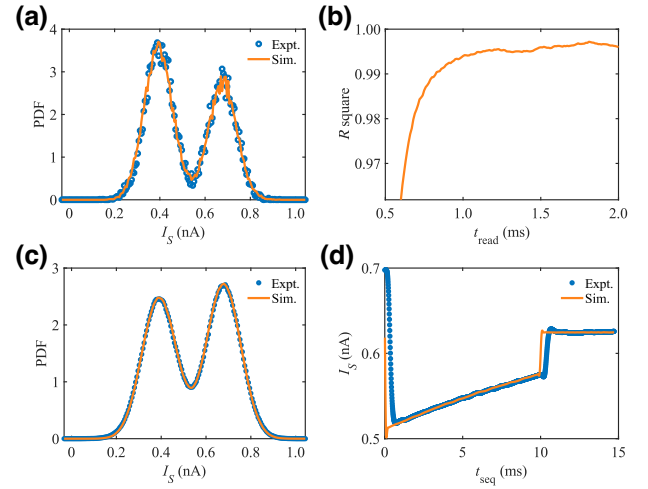 (a)
4
3
2
1
0
PDF
0 0.2 0.4 0.6 0.8 1.0
I_S (nA)
Expt.
Sim.
(b)
1.00
0.99
0.98
0.97
R square
0.5 1.0 1.5 2.0
t_read (ms)
(c)
3
2
1
0
PDF
0 0.2 0.4 0.6 0.8 1.0
I_S (nA)
Expt.
Sim.
(d)
0.7
0.6
0.5
I_S (nA)
0 5 10 15
t_seq (ms)
Expt.
Sim.